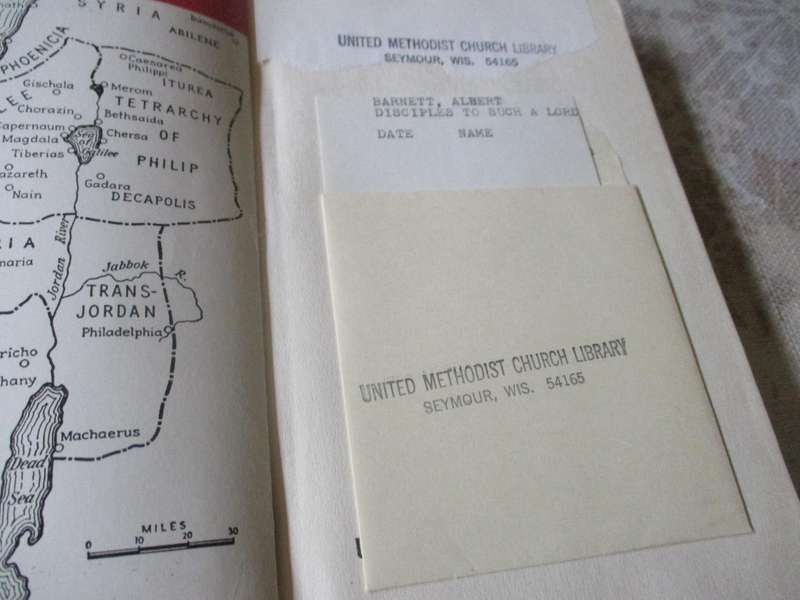 SYRIA
ABILENE
PHOENICIA
Caesarea
Philippi
ITUREA
Gischala
Merom
TETRARCHY
Chorazin
Bethsaida
Capernaum
Sea
of
Galilee
Chersa
OF
Magdala
Tiberias
PHILIP
Gadara
Nain
DECAPOLIS
Jordan River
Jabbok R.
TRANS-
JORDAN
Philadelphia
Machaerus
Dead
Sea
MILES
0 10 20 30
UNITED METHODIST CHURCH LIBRARY
SEYMOUR, WIS. 54165
BARNETT, ALBERT
DISCIPLES TO SUCH A LORD
DATE NAME
UNITED METHODIST CHURCH LIBRARY
SEYMOUR, WIS. 54165